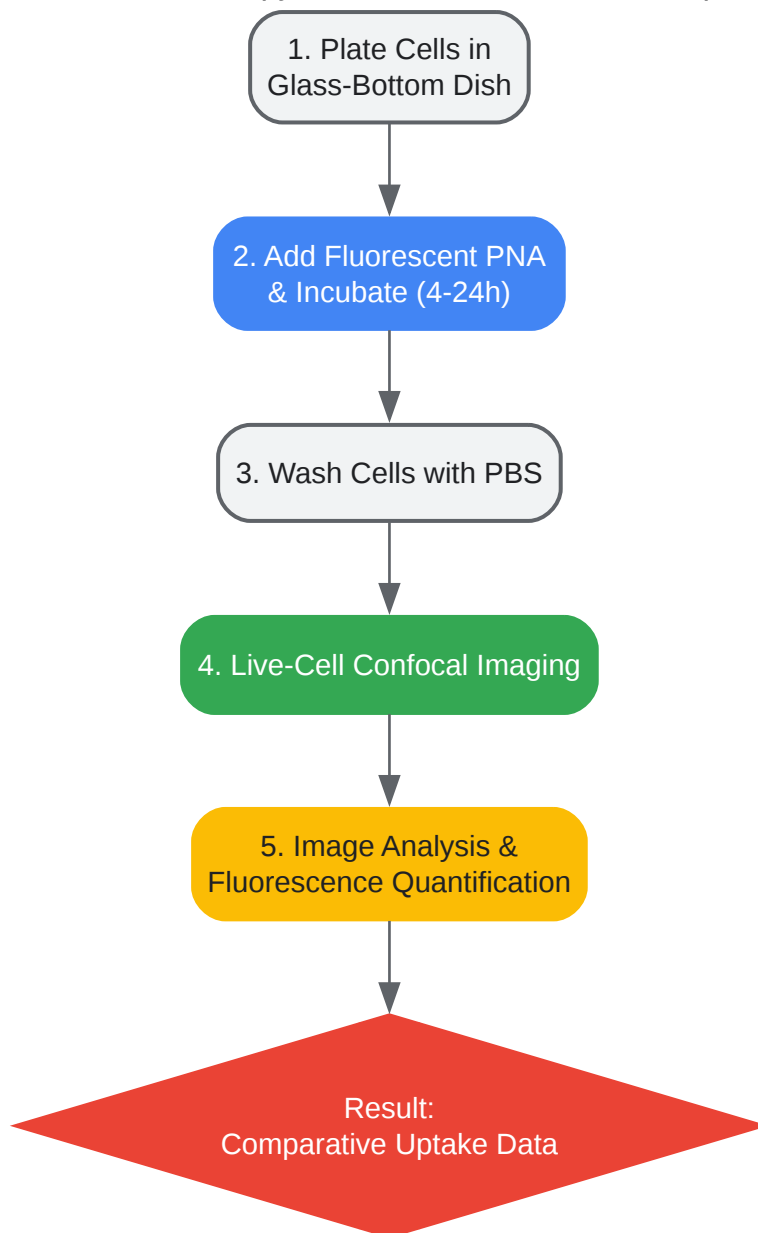 1. Plate Cells in
Glass-Bottom Dish
2. Add Fluorescent PNA
& Incubate (4-24h)
3. Wash Cells with PBS
4. Live-Cell Confocal Imaging
5. Image Analysis &
Fluorescence Quantification
Result:
Comparative Uptake Data